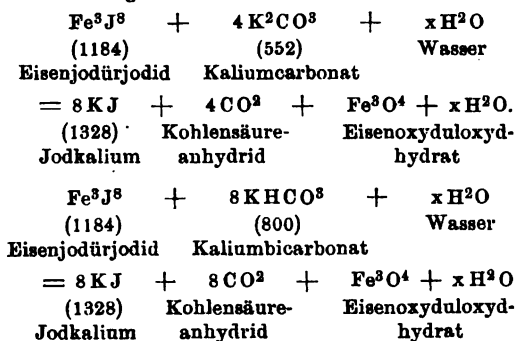 Fe³J⁸ + 4K²CO³ + xH²O
(1184) (552) Wasser
Eisenjodürjodid Kaliumcarbonat
= 8KJ + 4CO² + Fe³O⁴ + xH²O.
(1328) Kohlensäure- Eisenoxyduloxyd-
Jodkalium anhydrid hydrat
Fe³J⁸ + 8KHCO³ + xH²O
(1184) (800) Wasser
Eisenjodürjodid Kaliumbicarbonat
= 8KJ + 8CO² + Fe³O⁴ + xH²O
(1328) Kohlensäure- Eisenoxyduloxyd-
Jodkalium anhydrid hydrat